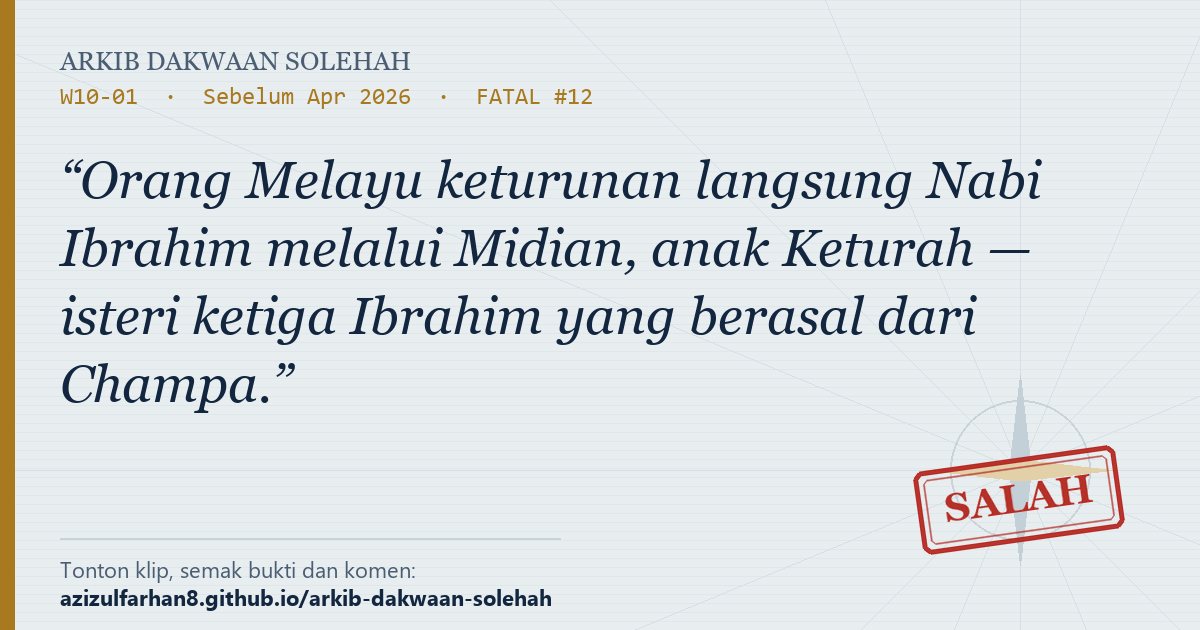 ARKIB DAKWAAN SOLEHAH
W10-01 · Sebelum Apr 2026 · FATAL #12
“Orang Melayu keturunan langsung Nabi
Ibrahim melalui Midian, anak Keturah —
isteri ketiga Ibrahim yang berasal dari
Champa.”
SALAH
Tonton klip, semak bukti dan komen:
azizulfarhan8.github.io/arkib-dakwaan-solehah